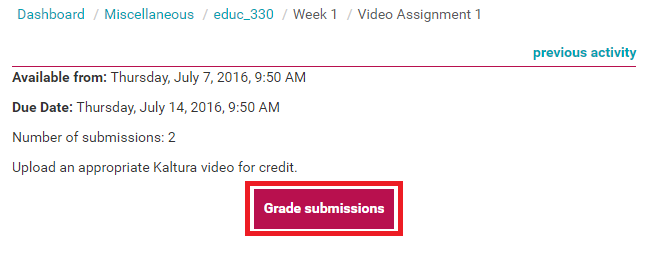 Dashboard / Miscellaneous / educ_330 / Week 1 / Video Assignment 1
previous activity
Available from: Thursday, July 7, 2016, 9:50 AM
Due Date: Thursday, July 14, 2016, 9:50 AM
Number of submissions: 2
Upload an appropriate Kaltura video for credit.
Grade submissions